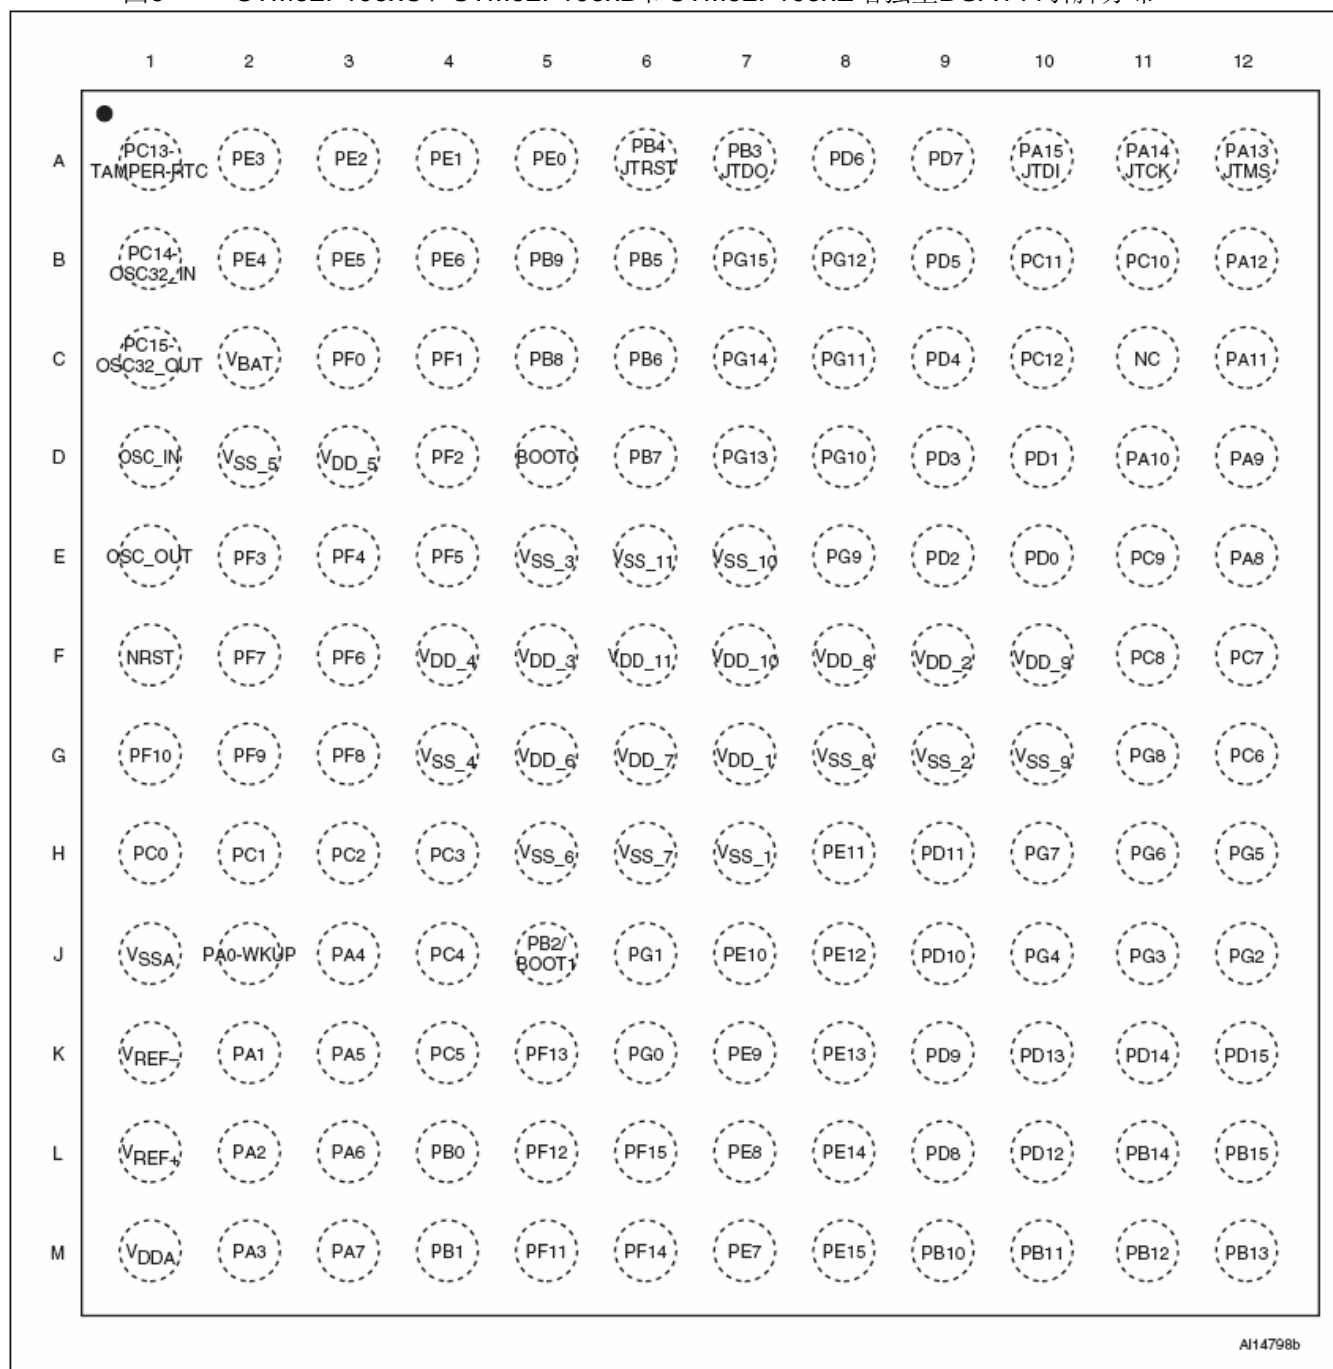 1 2 3 4 5 6 7 8 9 10 11 12
A PC13-TAMPER-RTC PE3 PE2 PE1 PE0 PB4 JTRST PB3 JTDO PD6 PD7 PA15 JTDI PA14 JTCK PA13 JTMS
B PC14-OSC32_IN PE4 PE5 PE6 PB9 PB5 PG15 PG12 PD5 PC11 PC10 PA12
C PC15-OSC32_OUT VBAT PF0 PF1 PB8 PB6 PG14 PG11 PD4 PC12 NC PA11
D OSC_IN VSS_5 VDD_5 PF2 BOOT0 PB7 PG13 PG10 PD3 PD1 PA10 PA9
E OSC_OUT PF3 PF4 PF5 VSS_3 VSS_11 VSS_10 PG9 PD2 PD0 PC9 PA8
F NRST PF7 PF6 VDD_4 VDD_3 VDD_11 VDD_10 VDD_8 VDD_2 VDD_9 PC8 PC7
G PF10 PF9 PF8 VSS_4 VDD_6 VDD_7 VDD_1 VSS_8 VSS_2 VSS_9 PG8 PC6
H PC0 PC1 PC2 PC3 VSS_6 VSS_7 VSS_1 PE11 PD11 PG7 PG6 PG5
J VSSA PA0-WKUP PA4 PC4 PB2/BOOT1 PG1 PE10 PE12 PD10 PG4 PG3 PG2
K VREF– PA1 PA5 PC5 PF13 PG0 PE9 PE13 PD9 PD13 PD14 PD15
L VREF+ PA2 PA6 PB0 PF12 PF15 PE8 PE14 PD8 PD12 PB14 PB15
M VDDA PA3 PA7 PB1 PF11 PF14 PE7 PE15 PB10 PB11 PB12 PB13
AI14798b